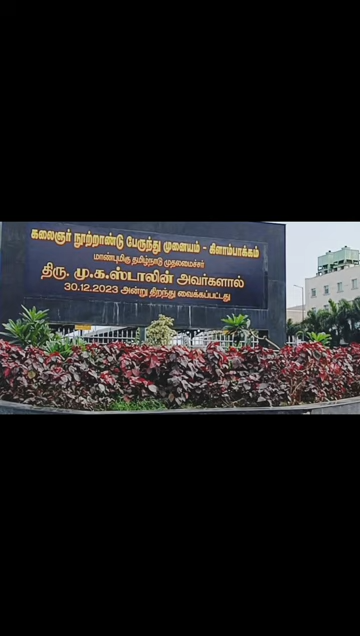 கலைஞர் நூற்றாண்டு பேருந்து முனையம் - கிளாம்பாக்கம்
மாண்புமிகு தமிழ்நாடு முதலமைச்சர்
திரு. மு.க.ஸ்டாலின் அவர்களால்
30.12.2023 அன்று திறந்து வைக்கப்பட்டது